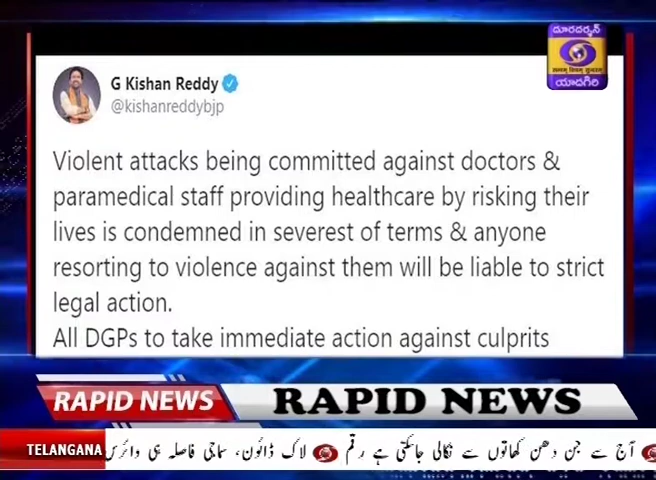 దూరదర్శన్
యాదగిరి
G Kishan Reddy
@kishanreddybjp
Violent attacks being committed against doctors &
paramedical staff providing healthcare by risking their
lives is condemned in severest of terms & anyone
resorting to violence against them will be liable to strict
legal action.
All DGPs to take immediate action against culprits
RAPID NEWS
RAPID NEWS
TELANGANA
آج سے جن دھن کھاتوں سے نکالی جاسکتی ہے رقم
لاک ڈاؤن، سماجی فاصلہ ہی وائرس